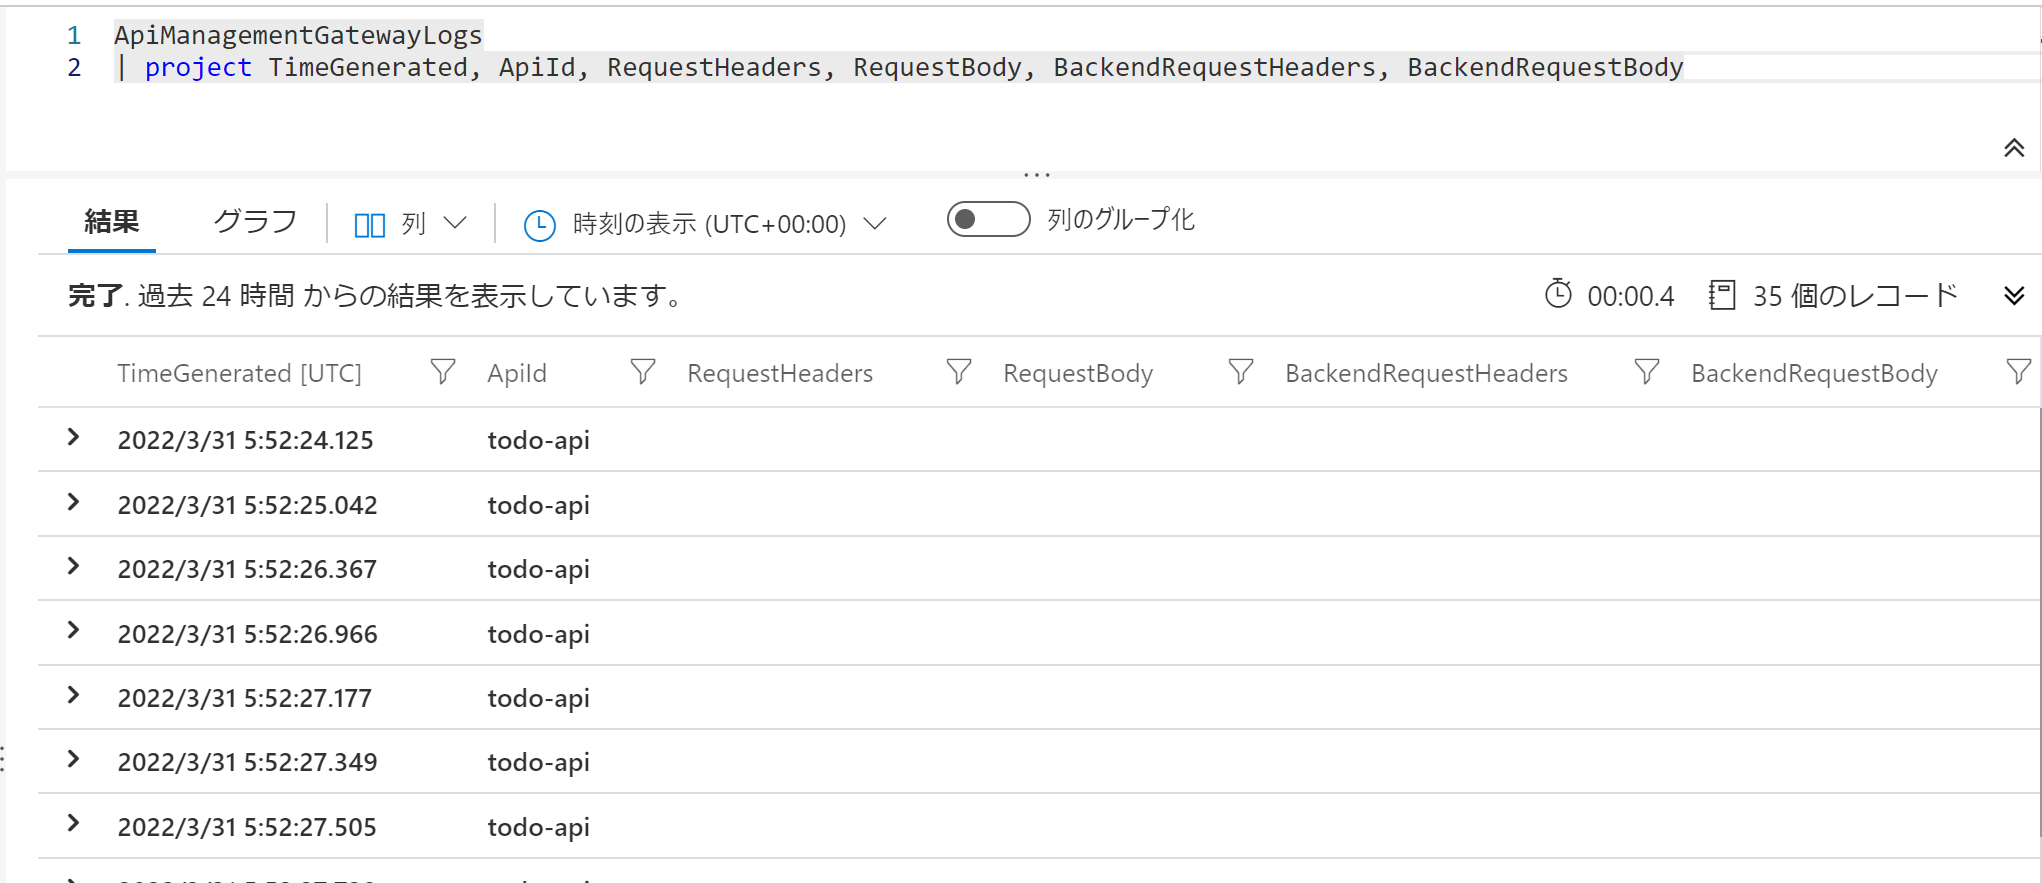 1 ApiManagementGatewayLogs
2 | project TimeGenerated, ApiId, RequestHeaders, RequestBody, BackendRequestHeaders, BackendRequestBody
結果 グラフ 列 時刻の表示 (UTC+00:00) 列のグループ化
完了. 過去 24 時間 からの結果を表示しています。 00:00.4 35 個のレコード
TimeGenerated [UTC] ApiId RequestHeaders RequestBody BackendRequestHeaders BackendRequestBody
2022/3/31 5:52:24.125 todo-api
2022/3/31 5:52:25.042 todo-api
2022/3/31 5:52:26.367 todo-api
2022/3/31 5:52:26.966 todo-api
2022/3/31 5:52:27.177 todo-api
2022/3/31 5:52:27.349 todo-api
2022/3/31 5:52:27.505 todo-api